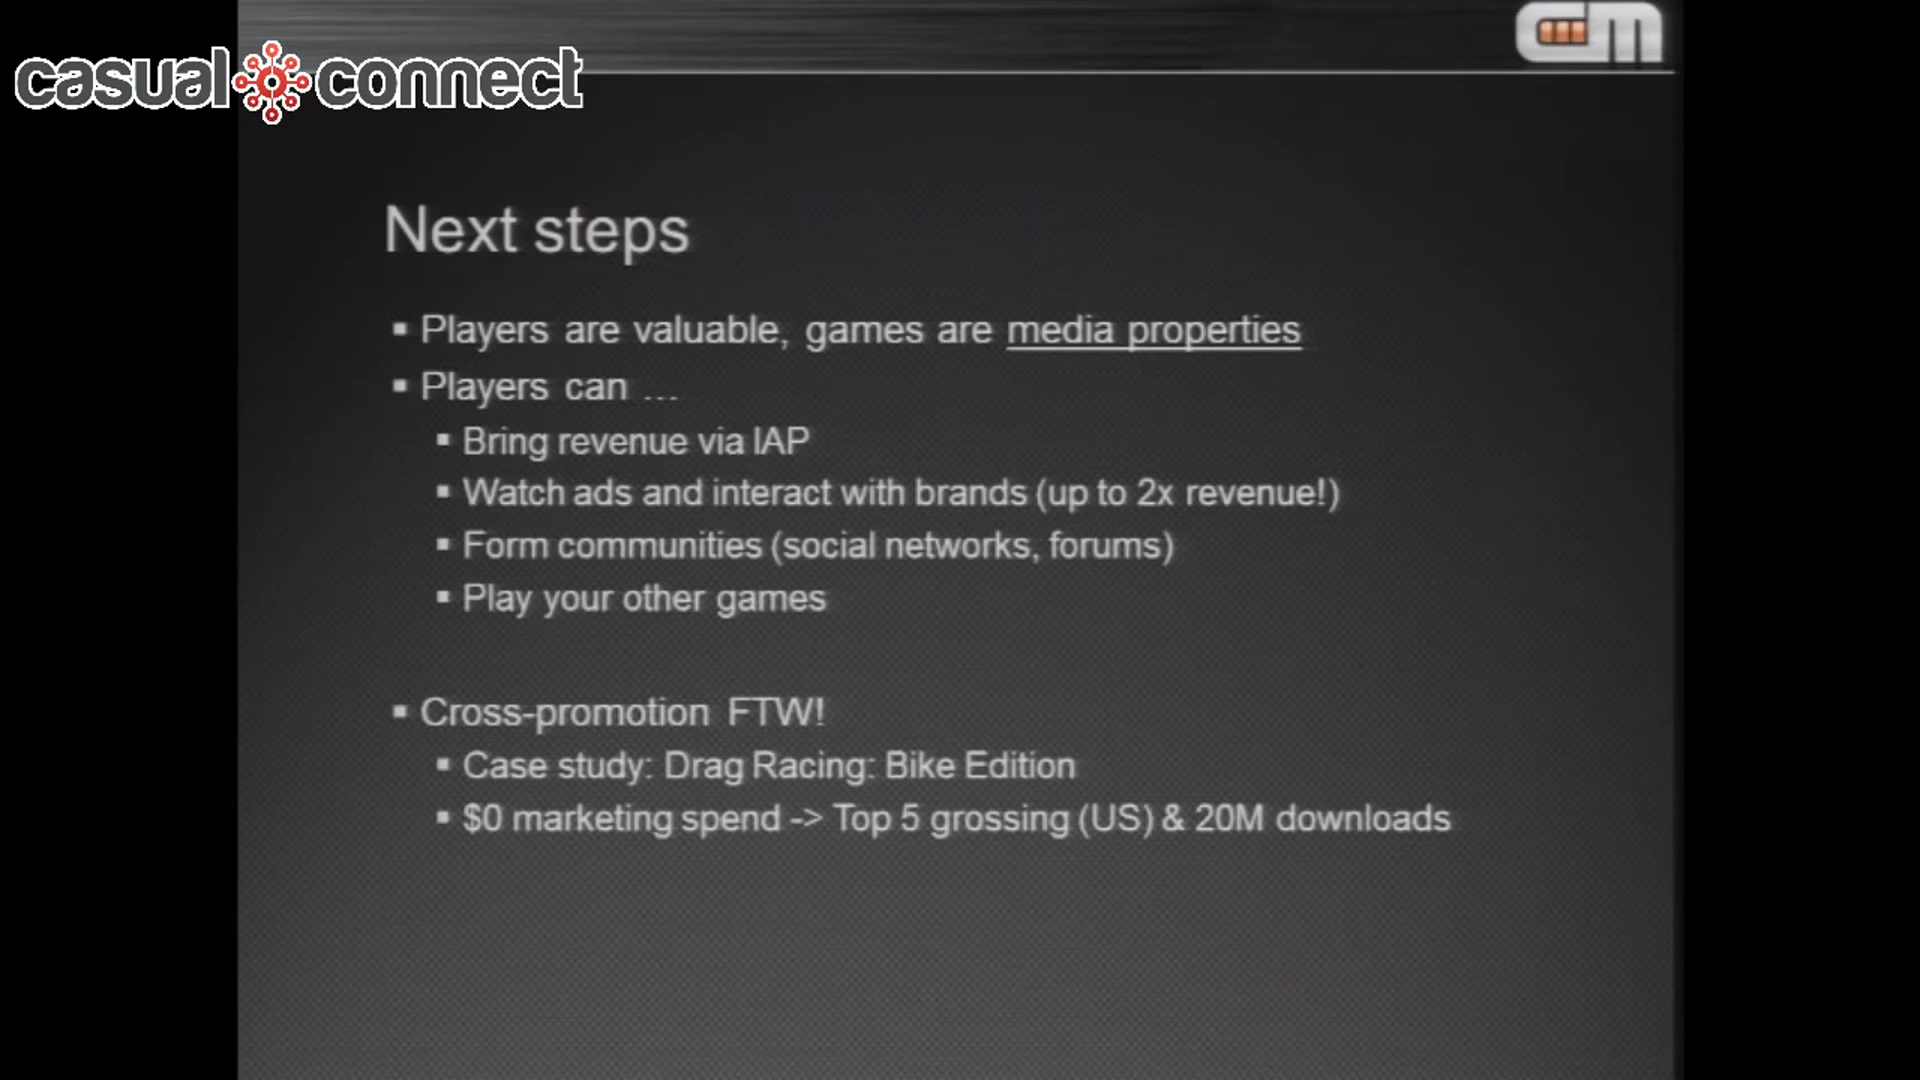 casual connect
Next steps
▪ Players are valuable, games are media properties
▪ Players can ...
▪ Bring revenue via IAP
▪ Watch ads and interact with brands (up to 2x revenue!)
▪ Form communities (social networks, forums)
▪ Play your other games
▪ Cross-promotion FTW!
▪ Case study: Drag Racing: Bike Edition
▪ $0 marketing spend -> Top 5 grossing (US) & 20M downloads